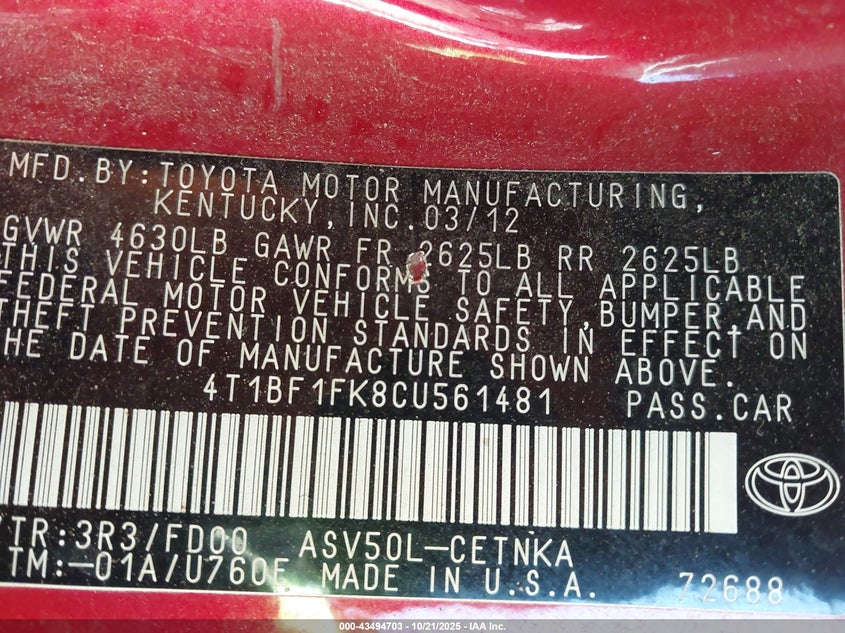 MFD.BY:TOYOTA MOTOR MANUFACTURING,
KENTUCKY,INC.03/12
GVWR 4630LB GAWR FR 2625LB RR 2625LB
THIS VEHICLE CONFORMS TO ALL APPLICABLE
FEDERAL MOTOR VEHICLE SAFETY,BUMPER,AND
THEFT PREVENTION STANDARDS IN EFFECT ON
THE DATE OF MANUFACTURE SHOWN ABOVE.
4T1BF1FK8CU561481 PASS.CAR
/TR:3R3/FD00 ASV50L-CETNKA
TM:-01A/U760E MADE IN U.S.A. 72688
000-43494703 - 10/21/2025 - IAA Inc.